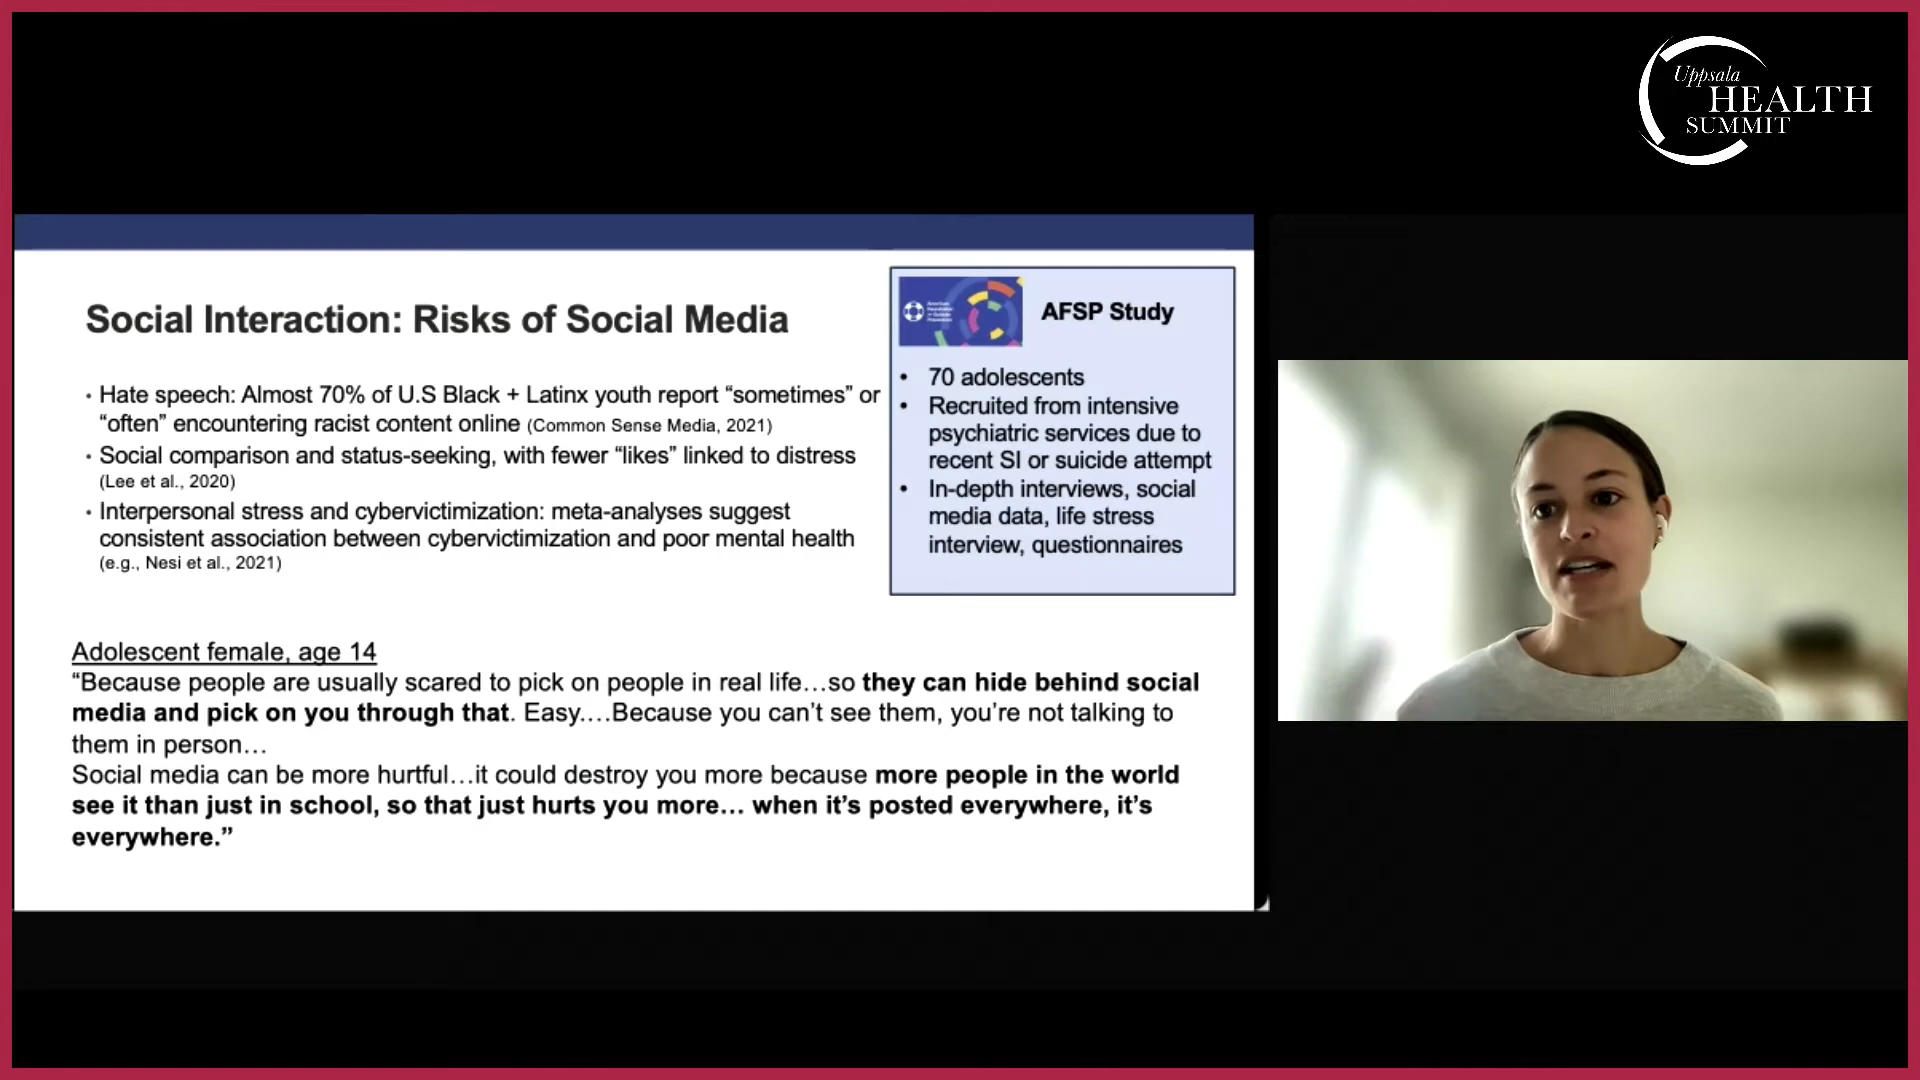 Uppsala
HEALTH
SUMMIT
Social Interaction: Risks of Social Media
• Hate speech: Almost 70% of U.S Black + Latinx youth report “sometimes” or
“often” encountering racist content online (Common Sense Media, 2021)
• Social comparison and status-seeking, with fewer “likes” linked to distress
(Lee et al., 2020)
• Interpersonal stress and cybervictimization: meta-analyses suggest
consistent association between cybervictimization and poor mental health
(e.g., Nesi et al., 2021)
American
Foundation
for Suicide
Prevention
AFSP Study
• 70 adolescents
• Recruited from intensive
psychiatric services due to
recent SI or suicide attempt
• In-depth interviews, social
media data, life stress
interview, questionnaires
Adolescent female, age 14
“Because people are usually scared to pick on people in real life…so they can hide behind social
media and pick on you through that. Easy.…Because you can’t see them, you’re not talking to
them in person…
Social media can be more hurtful…it could destroy you more because more people in the world
see it than just in school, so that just hurts you more… when it’s posted everywhere, it’s
everywhere.”